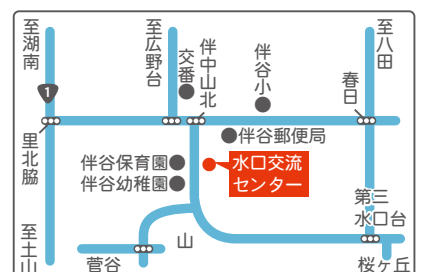 至湖南
至広野台
交番
伴中山北
伴谷小
至八田
春日
1
里北脇
伴谷郵便局
伴谷保育園
伴谷幼稚園
水口交流
センター
第三
水口台
至土山
山
菅谷
桜ヶ丘